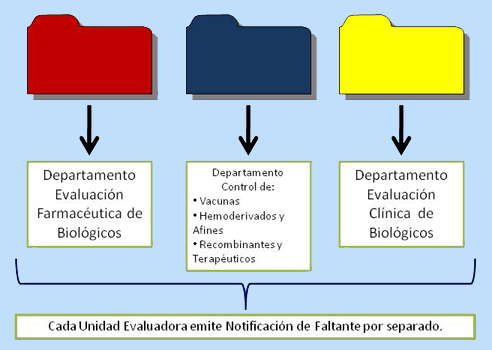 Departamento
Evaluación
Farmacéutica de
Biológicos
Departamento
Control de:
• Vacunas
• Hemoderivados y
Afines
• Recombinantes y
Terapéuticos
Departamento
Evaluación
Clínica de
Biológicos
Cada Unidad Evaluadora emite Notificación de Faltante por separado.